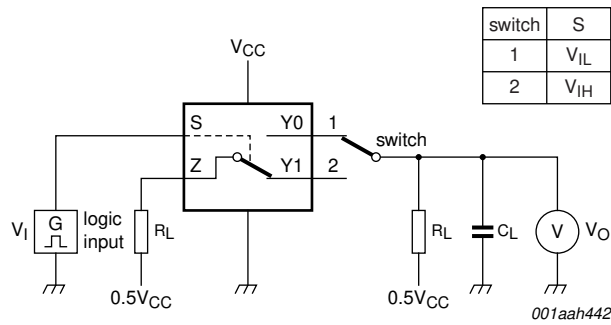 switch S
1 V_IL
2 V_IH
V_CC
S Y0 1
switch
Z Y1 2
V_I G logic input
R_L
0.5V_CC
R_L C_L V V_O
0.5V_CC
001aah442